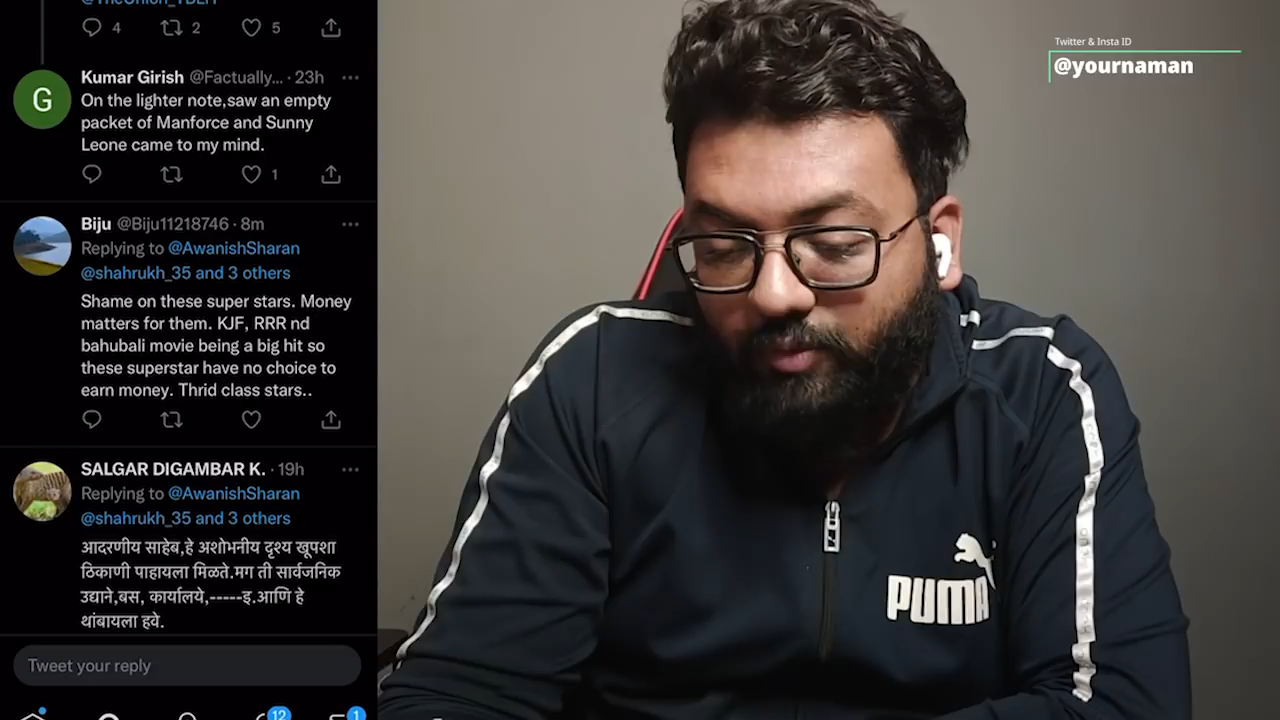 4
2
5
Kumar Girish @Factually... · 23h
On the lighter note,saw an empty
packet of Manforce and Sunny
Leone came to my mind.
1
Biju @Biju11218746 · 8m
Replying to @AwanishSharan
@shahrukh_35 and 3 others
Shame on these super stars. Money
matters for them. KJF, RRR nd
bahubali movie being a big hit so
these superstar have no choice to
earn money. Thrid class stars..
SALGAR DIGAMBAR K. · 19h
Replying to @AwanishSharan
@shahrukh_35 and 3 others
आदरणीय साहेब,हे अशोभनीय दृश्य खूपशा
ठिकाणी पाहायला मिळते.मग ती सार्वजनिक
उद्याने,बस, कार्यालये,-----इ.आणि हे
थांबायला हवे.
Tweet your reply
12
1
G
Twitter & Insta ID
@yournaman
PUMA